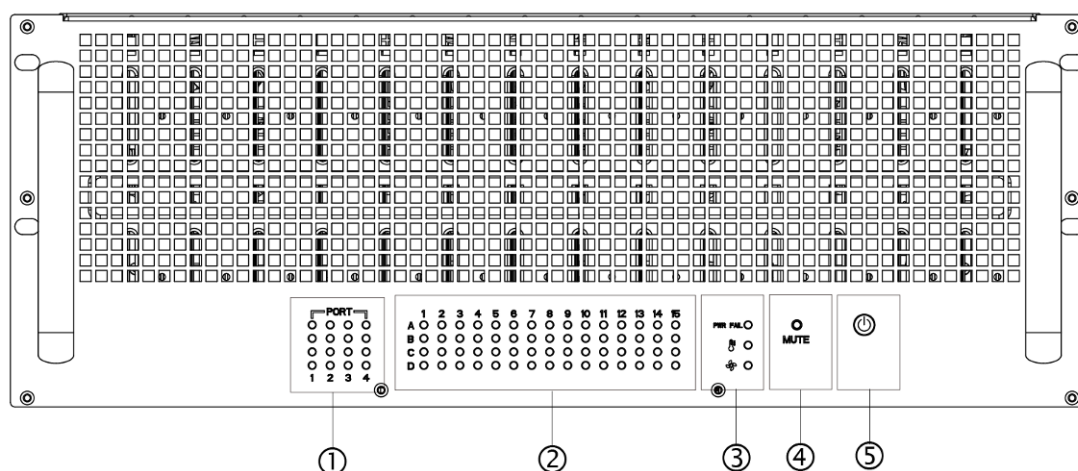 PORT
1 2 3 4 5 6 7 8 9 10 11 12 13 14 15
A
B
C
D
1 2 3 4
PWR FAIL
MUTE
① ② ③ ④ ⑤